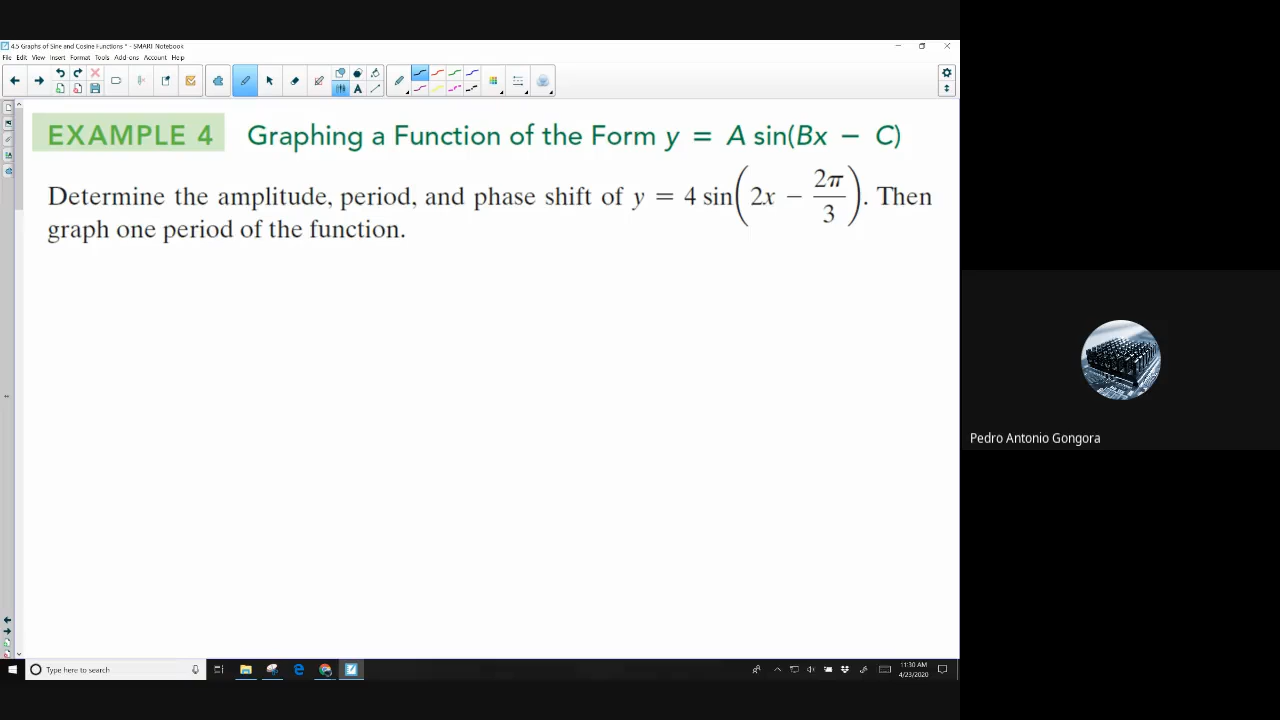 4.5 Graphs of Sine and Cosine Functions * - SMART Notebook
File Edit View Insert Format Tools Add-ons Account Help
EXAMPLE 4 Graphing a Function of the Form y = A sin(Bx − C)
Determine the amplitude, period, and phase shift of y = 4 sin(2x − 2π/3). Then
graph one period of the function.
Pedro Antonio Gongora
Type here to search
11:30 AM
4/23/2020